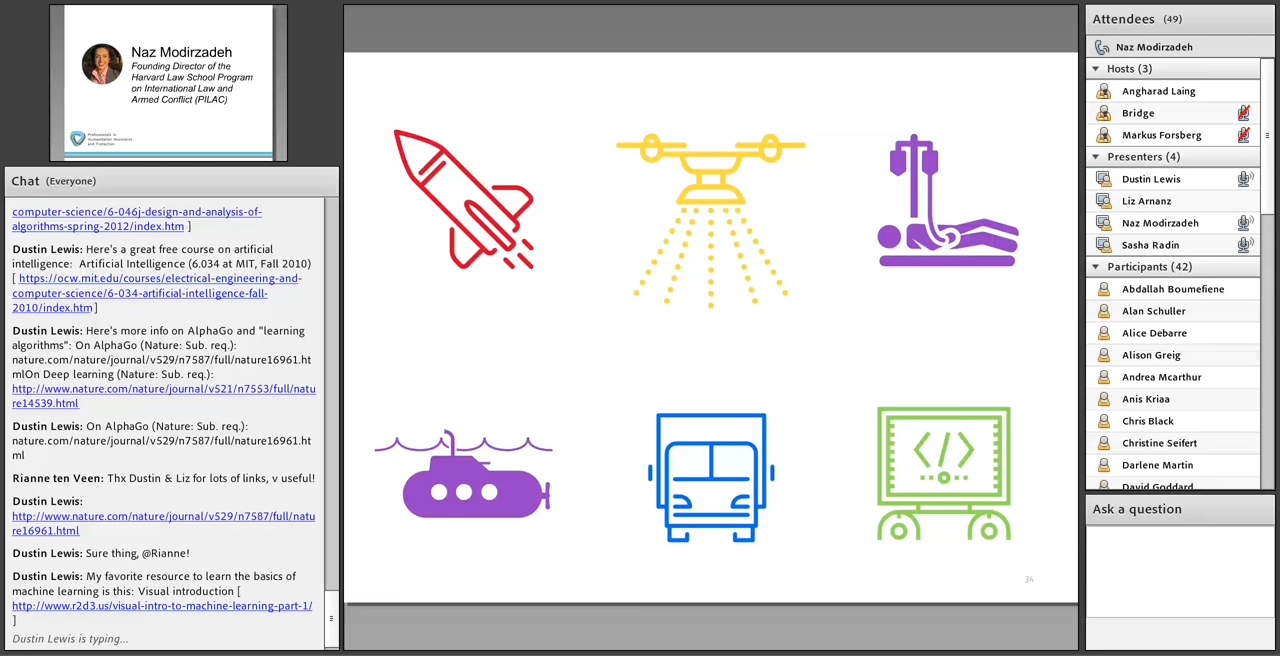 Naz Modirzadeh
Founding Director of the
Harvard Law School Program
on International Law and
Armed Conflict (PILAC)
Professionals in
Humanitarian Assistance
and Protection
Chat (Everyone)
computer-science/6-046j-design-and-analysis-of-
algorithms-spring-2012/index.htm ]
Dustin Lewis: Here's a great free course on artificial
intelligence: Artificial Intelligence (6.034 at MIT, Fall 2010)
[ https://ocw.mit.edu/courses/electrical-engineering-and-
computer-science/6-034-artificial-intelligence-fall-
2010/index.htm ]
Dustin Lewis: Here's more info on AlphaGo and "learning
algorithms": On AlphaGo (Nature: Sub. req.):
nature.com/nature/journal/v529/n7587/full/nature16961.ht
mlOn Deep learning (Nature: Sub. req.):
http://www.nature.com/nature/journal/v521/n7553/full/natu
re14539.html
Dustin Lewis: On AlphaGo (Nature: Sub. req.):
nature.com/nature/journal/v529/n7587/full/nature16961.ht
ml
Rianne ten Veen: Thx Dustin & Liz for lots of links, v useful!
Dustin Lewis:
http://www.nature.com/nature/journal/v529/n7587/full/natu
re16961.html
Dustin Lewis: Sure thing, @Rianne!
Dustin Lewis: My favorite resource to learn the basics of
machine learning is this: Visual introduction [
http://www.r2d3.us/visual-intro-to-machine-learning-part-1/
]
Dustin Lewis is typing...
</>
34
Attendees (49)
Naz Modirzadeh
Hosts (3)
Angharad Laing
Bridge
Markus Forsberg
Presenters (4)
Dustin Lewis
Liz Arnanz
Naz Modirzadeh
Sasha Radin
Participants (42)
Abdallah Boumefiene
Alan Schuller
Alice Debarre
Alison Greig
Andrea Mcarthur
Anis Kriaa
Chris Black
Christine Seifert
Darlene Martin
David Goddard
Ask a question